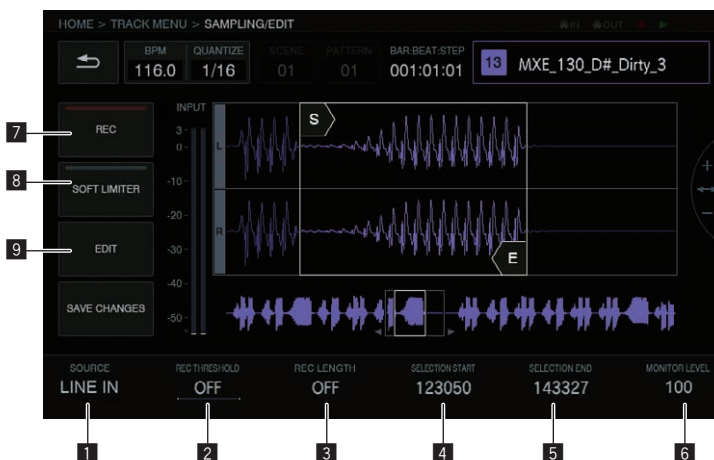 HOME > TRACK MENU > SAMPLING/EDIT
IN OUT
BPM
116.0
QUANTIZE
1/16
SCENE
01
PATTERN
01
BAR:BEAT:STEP
001:01:01
13 MXE_130_D#_Dirty_3
7
REC
8
SOFT LIMITER
9
EDIT
SAVE CHANGES
INPUT
3
0
-10
-20
-30
-40
-50
L
R
S
E
+
−
SOURCE
LINE IN
REC THRESHOLD
OFF
REC LENGTH
OFF
SELECTION START
123050
SELECTION END
143327
MONITOR LEVEL
100
1
2
3
4
5
6